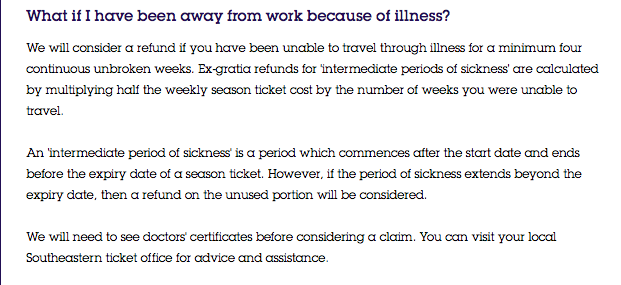 What if I have been away from work because of illness?
We will consider a refund if you have been unable to travel through illness for a minimum four
continuous unbroken weeks. Ex-gratia refunds for 'intermediate periods of sickness' are calculated
by multiplying half the weekly season ticket cost by the number of weeks you were unable to
travel.
An 'intermediate period of sickness' is a period which commences after the start date and ends
before the expiry date of a season ticket. However, if the period of sickness extends beyond the
expiry date, then a refund on the unused portion will be considered.
We will need to see doctors' certificates before considering a claim. You can visit your local
Southeastern ticket office for advice and assistance.